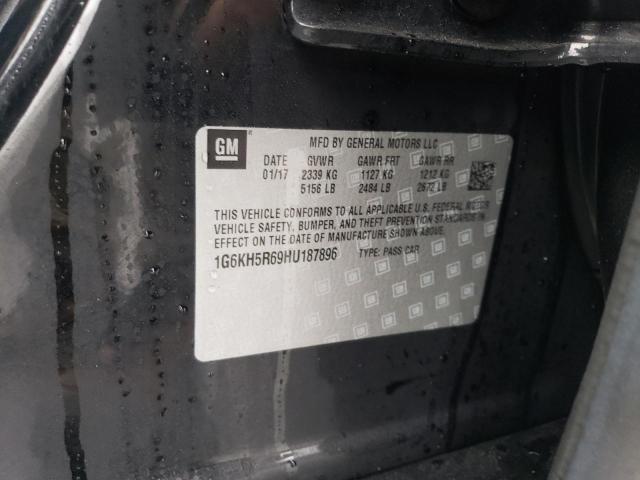 GM
MFD BY GENERAL MOTORS LLC
DATE GVWR GAWR FRT GAWR RR
01/17 2339 KG 1127 KG 1212 KG
5156 LB 2484 LB 2672 LB
THIS VEHICLE CONFORMS TO ALL APPLICABLE U.S. FEDERAL MOTOR
VEHICLE SAFETY, BUMPER, AND THEFT PREVENTION STANDARDS IN
EFFECT ON THE DATE OF MANUFACTURE SHOWN ABOVE.
1G6KH5R69HU187896 TYPE: PASS CAR